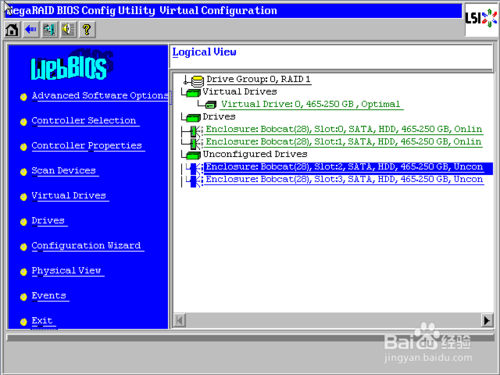 MegaRAID BIOS Config Utility Virtual Configuration
LSI
WebBIOS
Advanced Software Options
Controller Selection
Controller Properties
Scan Devices
Virtual Drives
Drives
Configuration Wizard
Physical View
Events
Exit
Logical View
Drive Group: 0, RAID 1
Virtual Drives
Virtual Drive: 0, 465.250 GB, Optimal
Drives
Enclosure: Bobcat(28), Slot:0, SATA, HDD, 465.250 GB, Onlin
Enclosure: Bobcat(28), Slot:1, SATA, HDD, 465.250 GB, Onlin
Unconfigured Drives
Enclosure: Bobcat(28), Slot:2, SATA, HDD, 465.250 GB, Uncon
Enclosure: Bobcat(28), Slot:3, SATA, HDD, 465.250 GB, Uncon
Baidu 经验
jingyan.baidu.com